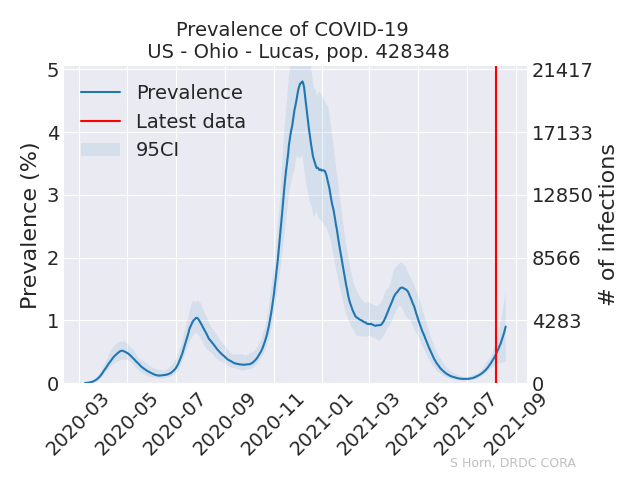 Prevalence of COVID-19
US - Ohio - Lucas, pop. 428348
Prevalence
Latest data
95CI
Prevalence (%)
5
4
3
2
1
0
21417
17133
12850
8566
4283
0
# of infections
2020-03
2020-05
2020-07
2020-09
2020-11
2021-01
2021-03
2021-05
2021-07
2021-09
S Horn, DRDC CORA